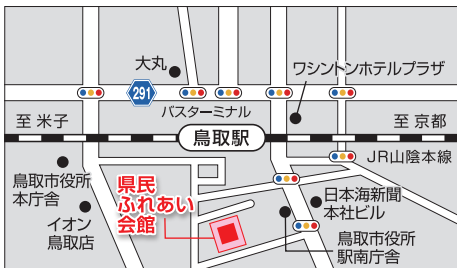 大丸
291
ワシントンホテルプラザ
バスターミナル
至 米子
鳥取駅
至 京都
JR山陰本線
鳥取市役所
本庁舎
県民
ふれあい
会館
イオン
鳥取店
日本海新聞
本社ビル
鳥取市役所
駅南庁舎